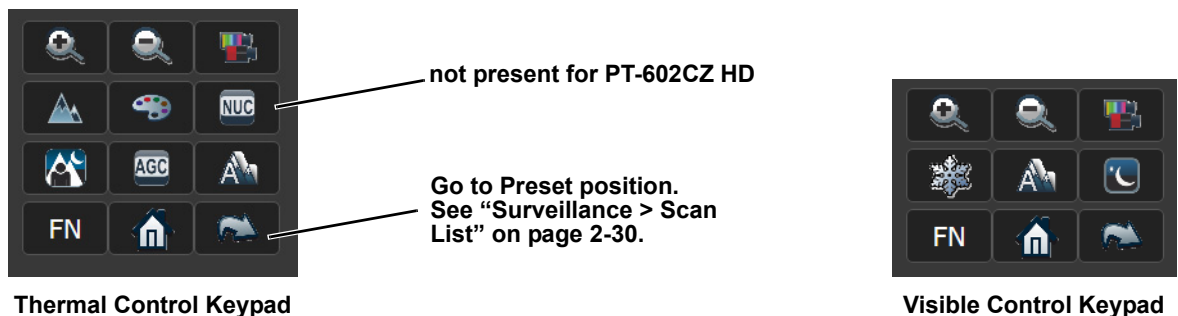 not present for PT-602CZ HD
NUC
AGC
A
Go to Preset position.
See “Surveillance > Scan
List” on page 2-30.
FN
Thermal Control Keypad
A
FN
Visible Control Keypad